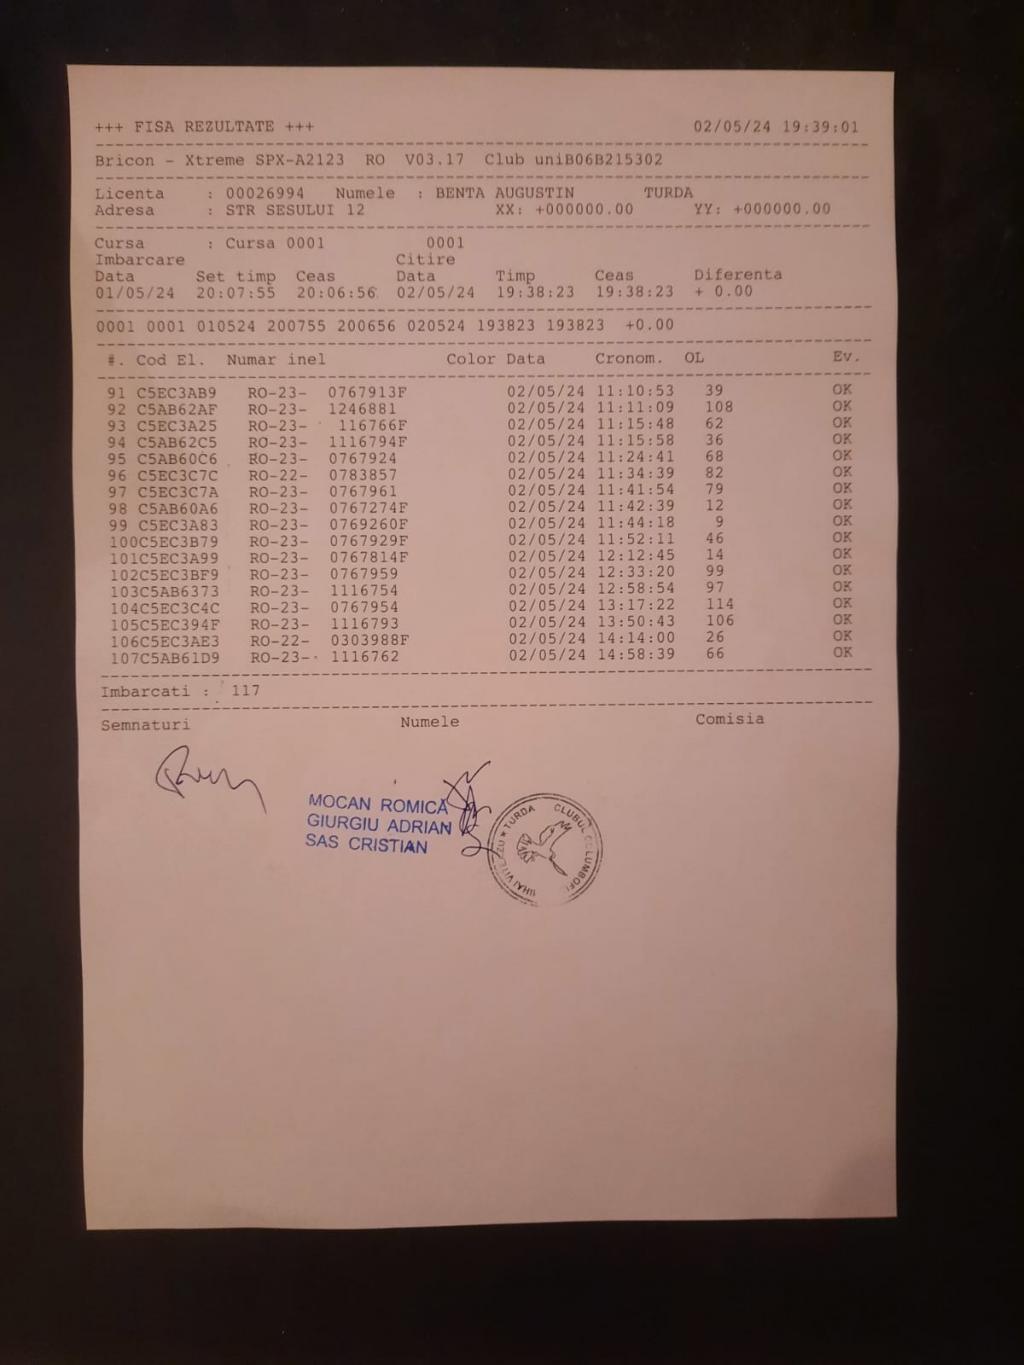 +++ FISA REZULTATE +++ 02/05/24 19:39:01
Bricon - Xtreme SPX-A2123 RO V03.17 Club uniB06B215302
Licenta : 00026994 Numele : BENTA AUGUSTIN TURDA
Adresa : STR SESULUI 12 XX: +000000.00 YY: +000000.00
Cursa : Cursa 0001 0001
Imbarcare Citire
Data Set timp Ceas Data Timp Ceas Diferenta
01/05/24 20:07:55 20:06:56 02/05/24 19:38:23 19:38:23 + 0.00
0001 0001 010524 200755 200656 020524 193823 193823 +0.00
#. Cod El. Numar inel Color Data Cronom. OL Ev.
91 C5EC3AB9 RO-23- 0767913F 02/05/24 11:10:53 39 OK
92 C5AB62AF RO-23- 1246881 02/05/24 11:11:09 108 OK
93 C5EC3A25 RO-23- 116766F 02/05/24 11:15:48 62 OK
94 C5AB62C5 RO-23- 1116794F 02/05/24 11:15:58 36 OK
95 C5AB60C6 RO-23- 0767924 02/05/24 11:24:41 68 OK
96 C5EC3C7C RO-22- 0783857 02/05/24 11:34:39 82 OK
97 C5EC3C7A RO-23- 0767961 02/05/24 11:41:54 79 OK
98 C5AB60A6 RO-23- 0767274F 02/05/24 11:42:39 12 OK
99 C5EC3A83 RO-23- 0769260F 02/05/24 11:44:18 9 OK
100C5EC3B79 RO-23- 0767929F 02/05/24 11:52:11 46 OK
101C5EC3A99 RO-23- 0767814F 02/05/24 12:12:45 14 OK
102C5EC3BF9 RO-23- 0767959 02/05/24 12:33:20 99 OK
103C5AB6373 RO-23- 1116754 02/05/24 12:58:54 97 OK
104C5EC3C4C RO-23- 0767954 02/05/24 13:17:22 114 OK
105C5EC394F RO-23- 1116793 02/05/24 13:50:43 106 OK
106C5EC3AE3 RO-22- 0303988F 02/05/24 14:14:00 26 OK
107C5AB61D9 RO-23- 1116762 02/05/24 14:58:39 66 OK
Imbarcati : 117
Semnaturi Numele Comisia
MOCAN ROMICĂ
GIURGIU ADRIAN
SAS CRISTIAN
TURDA CLUBUL